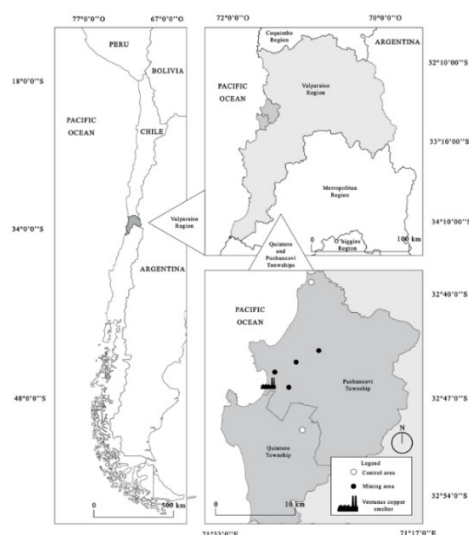 77°0'0"S
67°0'0"S
PERU
BOLIVIA
18°0'0"S
PACIFIC
OCEAN
CHILE
34°0'0"S
Valparaiso
Region
ARGENTINA
48°0'0"S
0
500 km
72°0'0"S
70°0'0"S
Coquimbo
Region
ARGENTINA
PACIFIC
OCEAN
Valparaiso
Region
32°10'0"S
33°10'0"S
Metropolitan
Region
34°10'0"S
0
100 km
O'higgins
Region
Quintero
and
Puchuncaví
Townships
PACIFIC
OCEAN
32°40'0"S
Puchuncaví
Township
32°47'0"S
Quintero
Township
N
Legend
Control area
Mining area
Ventanas copper
smelter
32°54'0"S
0
10 km
71°17'0"S